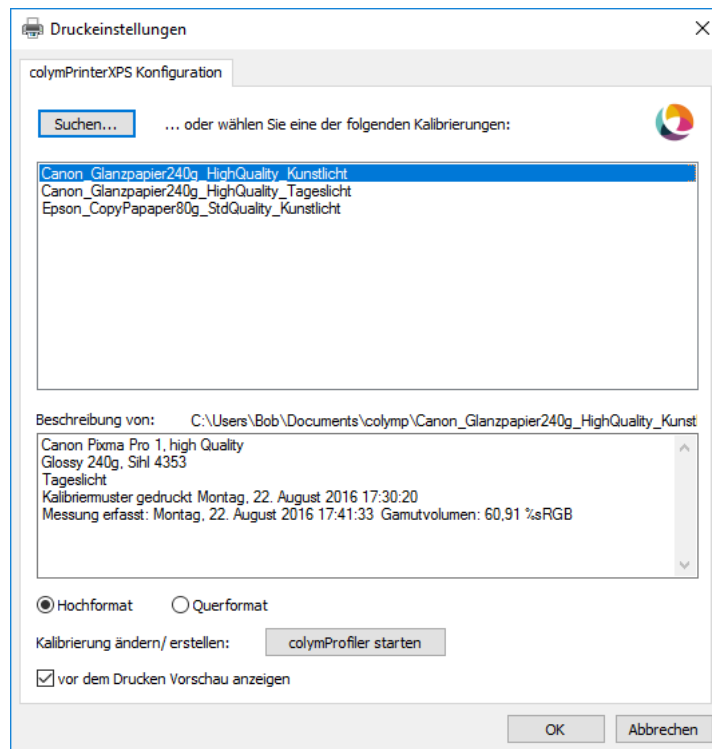 Druckeinstellungen
colymPrinterXPS Konfiguration
Suchen... ... oder wählen Sie eine der folgenden Kalibrierungen:
Canon_Glanzpapier240g_HighQuality_Kunstlicht
Canon_Glanzpapier240g_HighQuality_Tageslicht
Epson_CopyPapaper80g_StdQuality_Kunstlicht
Beschreibung von: C:\Users\Bob\Documents\colymp\Canon_Glanzpapier240g_HighQuality_Kunstl
Canon Pixma Pro 1, high Quality
Glossy 240g, Sihl 4353
Tageslicht
Kalibriermuster gedruckt Montag, 22. August 2016 17:30:20
Messung erfasst: Montag, 22. August 2016 17:41:33 Gamutvolumen: 60,91 %sRGB
Hochformat Querformat
Kalibrierung ändern/ erstellen: colymProfiler starten
vor dem Drucken Vorschau anzeigen
OK Abbrechen